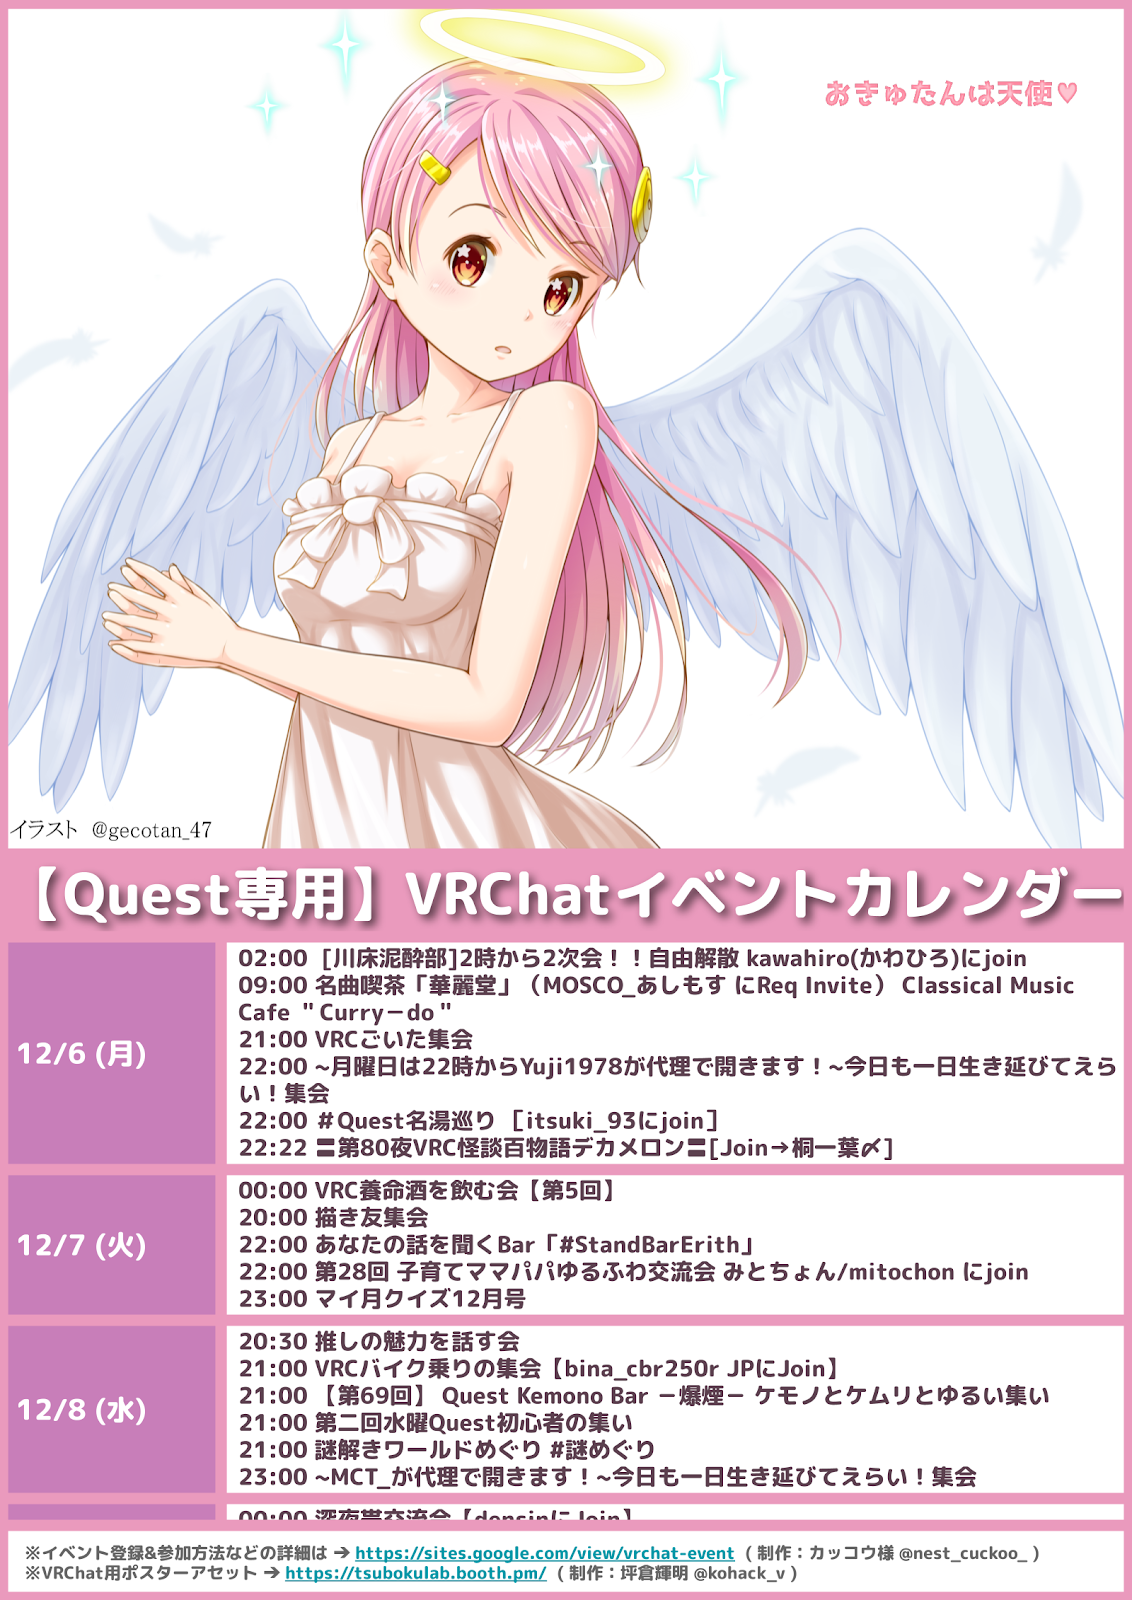 おきゅたんは天使♥
イラスト @gecotan_47
【Quest専用】VRChatイベントカレンダー
12/6 (月)
02:00 [川床泥酔部]2時から2次会！！自由解散 kawahiro(かわひろ)にjoin
09:00 名曲喫茶「華麗堂」（MOSCO_あしもす にReq Invite） Classical Music
Cafe ＂Curry－do＂
21:00 VRCごいた集会
22:00 ~月曜日は22時からYuji1978が代理で開きます！~今日も一日生き延びてえら
い！集会
22:00 ＃Quest名湯巡り ［itsuki_93にjoin］
22:22 〓第80夜VRC怪談百物語デカメロン〓[Join→桐一葉〆]
12/7 (火)
00:00 VRC養命酒を飲む会【第5回】
20:00 描き友集会
22:00 あなたの話を聞くBar「#StandBarErith」
22:00 第28回 子育てママパパゆるふわ交流会 みとちょん/mitochon にjoin
23:00 マイ月クイズ12月号
12/8 (水)
20:30 推しの魅力を話す会
21:00 VRCバイク乗りの集会【bina_cbr250r JPにJoin】
21:00 【第69回】 Quest Kemono Bar －爆煙－ ケモノとケムリとゆるい集い
21:00 第二回水曜Quest初心者の集い
21:00 謎解きワールドめぐり #謎めぐり
23:00 ~MCT_が代理で開きます！~今日も一日生き延びてえらい！集会
00:00 深夜帯交流会【densinにJoin】
※イベント登録&参加方法などの詳細は ➔ https://sites.google.com/view/vrchat-event ( 制作：カッコウ様 @nest_cuckoo_ )
※VRChat用ポスターアセット ➔ https://tsubokulab.booth.pm/ ( 制作：坪倉輝明 @kohack_v )